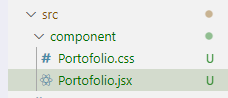 src
component
# Portofolio.css U
Portofolio.jsx U